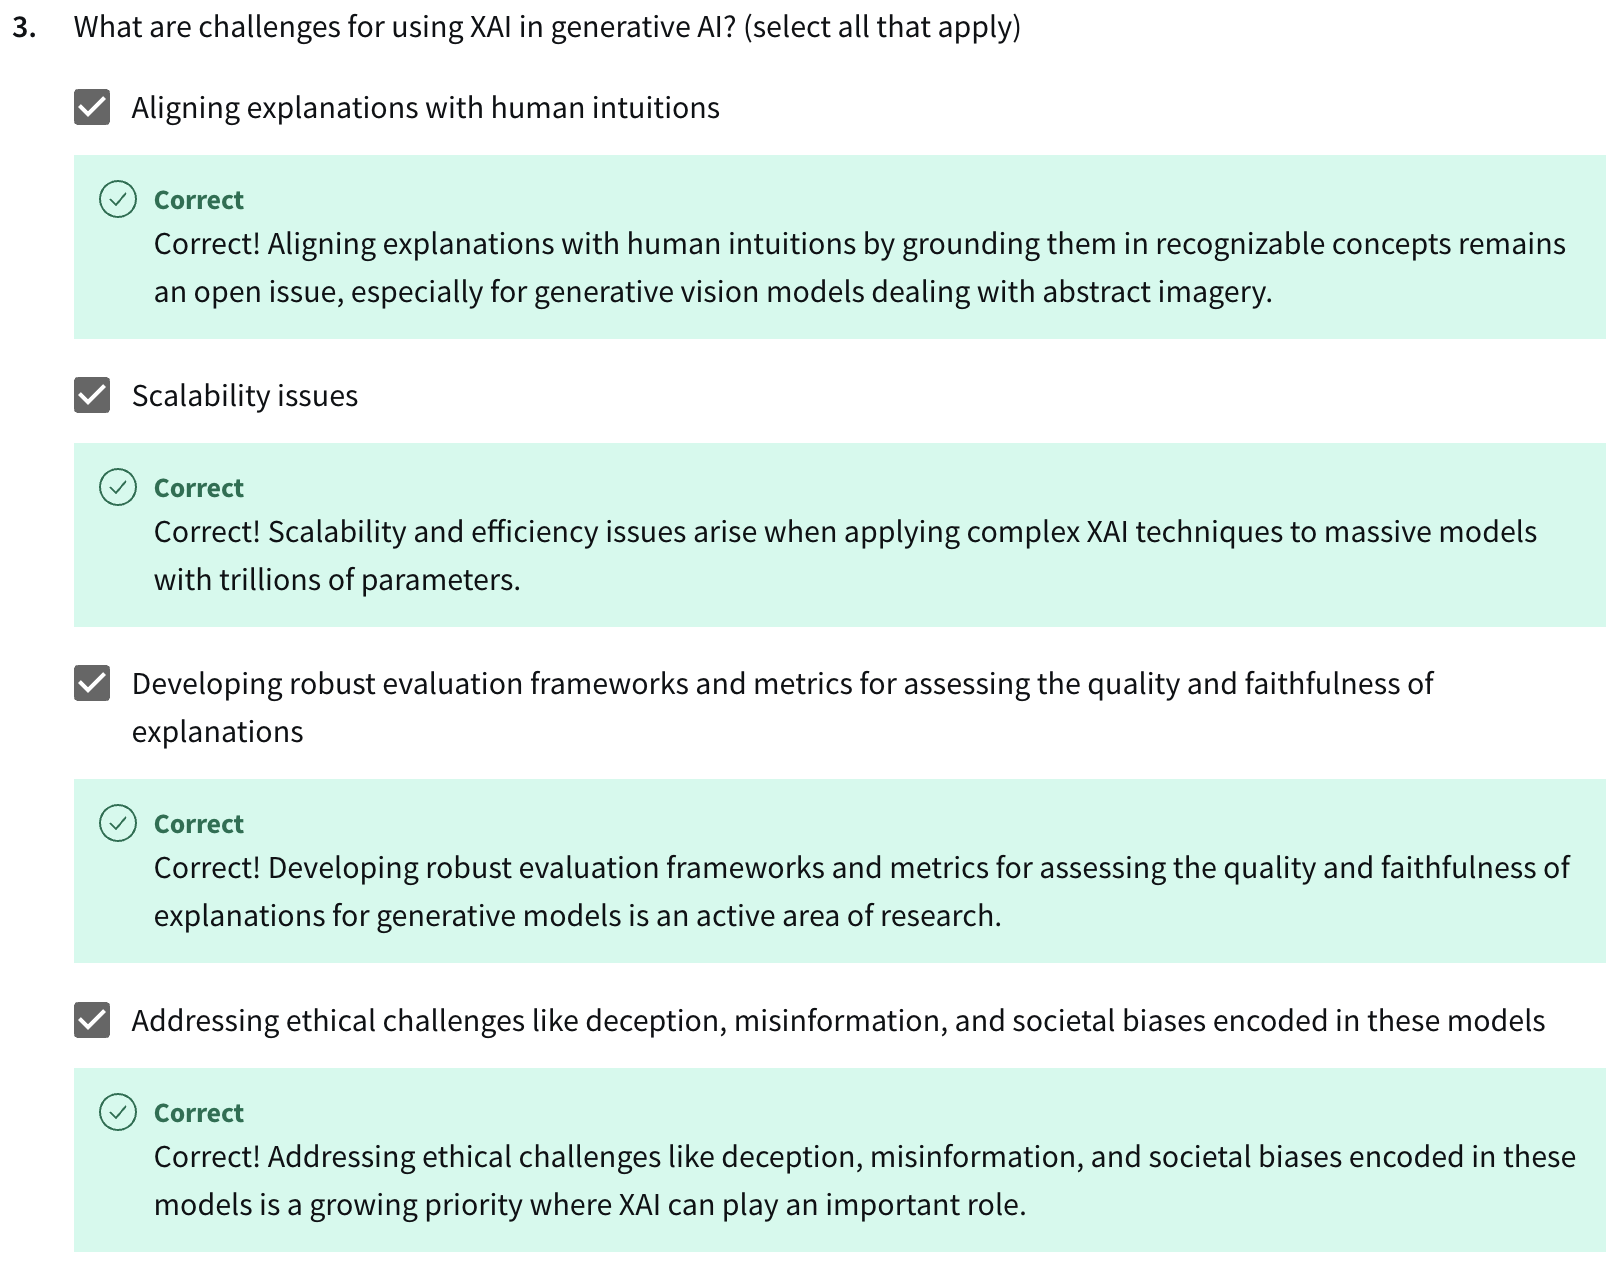 3. What are challenges for using XAI in generative AI? (select all that apply)
Aligning explanations with human intuitions
Correct
Correct! Aligning explanations with human intuitions by grounding them in recognizable concepts remains
an open issue, especially for generative vision models dealing with abstract imagery.
Scalability issues
Correct
Correct! Scalability and efficiency issues arise when applying complex XAI techniques to massive models
with trillions of parameters.
Developing robust evaluation frameworks and metrics for assessing the quality and faithfulness of
explanations
Correct
Correct! Developing robust evaluation frameworks and metrics for assessing the quality and faithfulness of
explanations for generative models is an active area of research.
Addressing ethical challenges like deception, misinformation, and societal biases encoded in these models
Correct
Correct! Addressing ethical challenges like deception, misinformation, and societal biases encoded in these
models is a growing priority where XAI can play an important role.